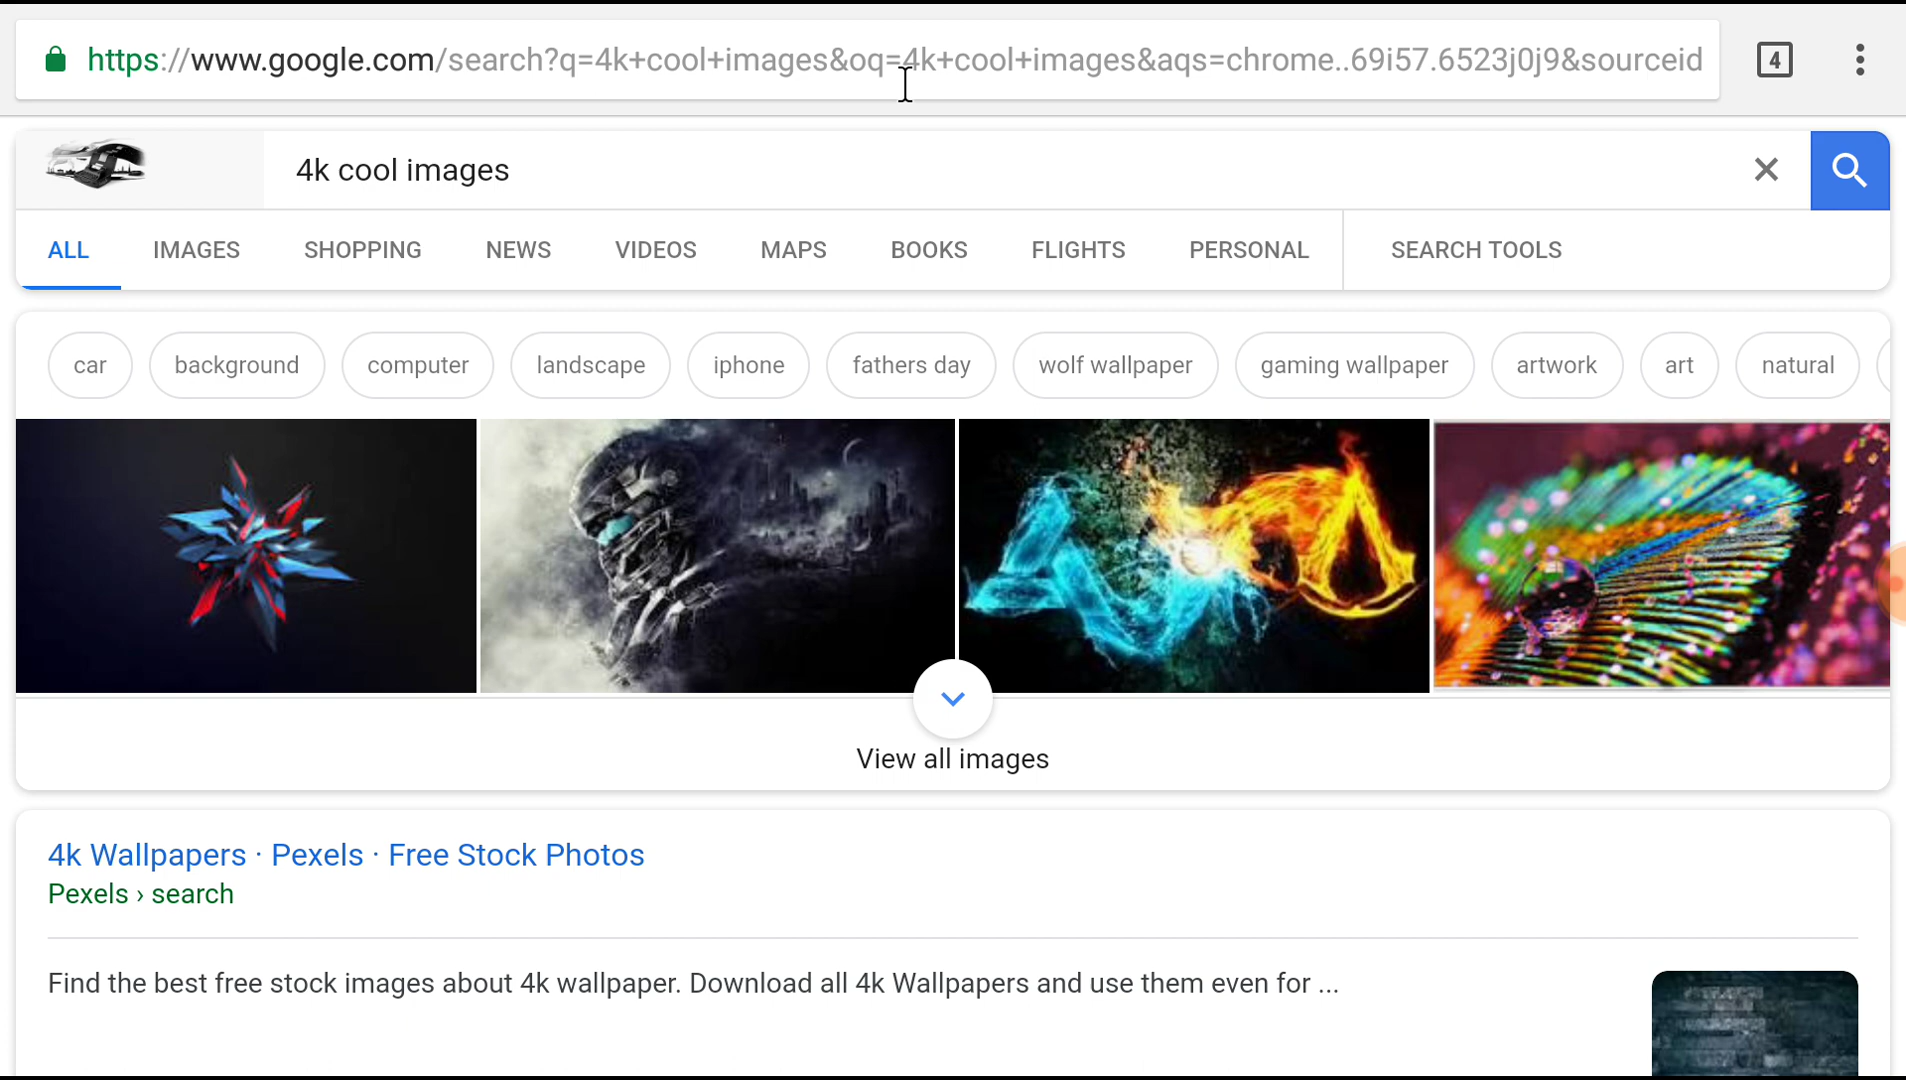 https://www.google.com/search?q=4k+cool+images&oq=4k+cool+images&aqs=chrome..69i57.6523j0j9&sourceid
4
4k cool images
ALL IMAGES SHOPPING NEWS VIDEOS MAPS BOOKS FLIGHTS PERSONAL SEARCH TOOLS
car background computer landscape iphone fathers day wolf wallpaper gaming wallpaper artwork art natural
View all images
4k Wallpapers · Pexels · Free Stock Photos
Pexels › search
Find the best free stock images about 4k wallpaper. Download all 4k Wallpapers and use them even for ...